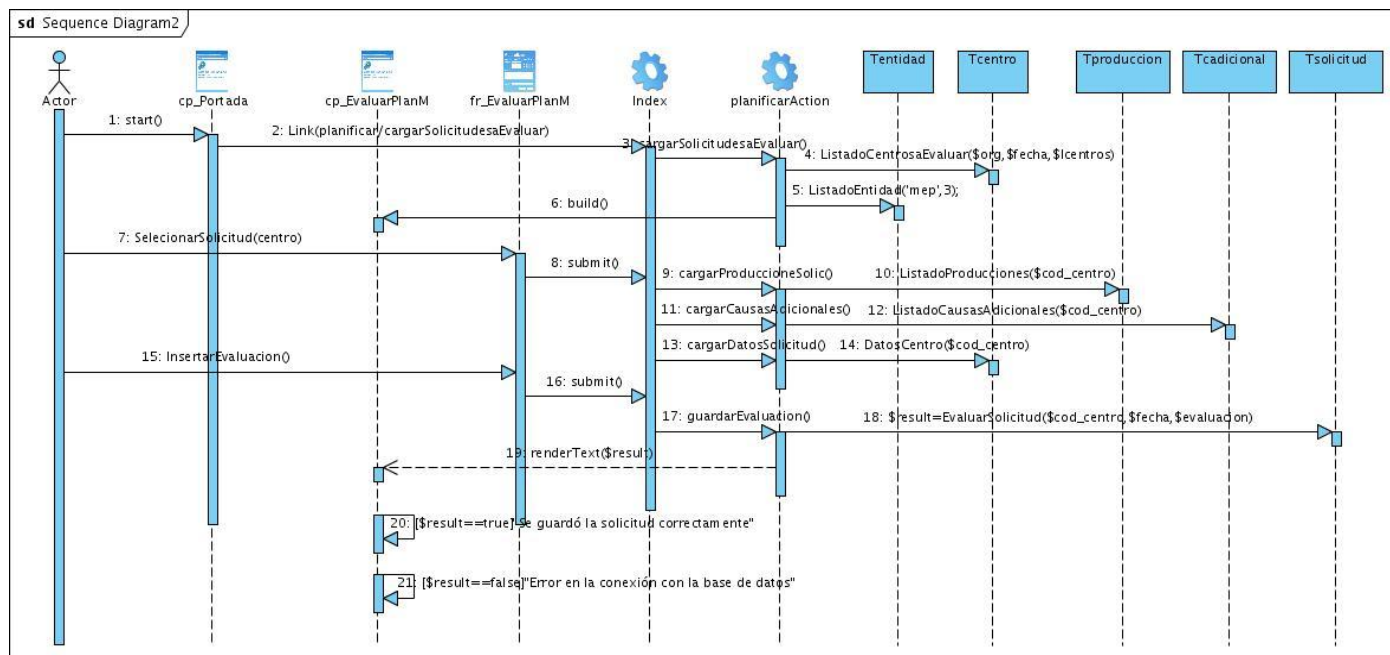 sd Sequence Diagram2
Actor
cp_Portada
cp_EvaluarPlanM
fr_EvaluarPlanM
Index
planificarAction
Tentidad
Tcentro
Tproduccion
Tcadicional
Tsolicitud
1: start()
2: Link(planificar/cargarSolicitudesaEvaluar)
3: cargarSolicitudesaEvaluar()
4: ListadoCentrosaEvaluar($org,$fecha,$lcentros)
5: ListadoEntidad('mep',3);
6: build()
7: SelecionarSolicitud(centro)
8: submit()
9: cargarProduccioneSolic()
10: ListadoProducciones($cod_centro)
11: cargarCausasAdicionales()
12: ListadoCausasAdicionales($cod_centro)
13: cargarDatosSolicitud()
14: DatosCentro($cod_centro)
15: InsertarEvaluacion()
16: submit()
17: guardarEvaluacion()
18: $result=EvaluarSolicitud($cod_centro,$fecha,$evaluacion)
19: renderText($result)
20: [$result==true]"Se guardó la solicitud correctamente"
21: [$result==false]"Error en la conexión con la base de datos"